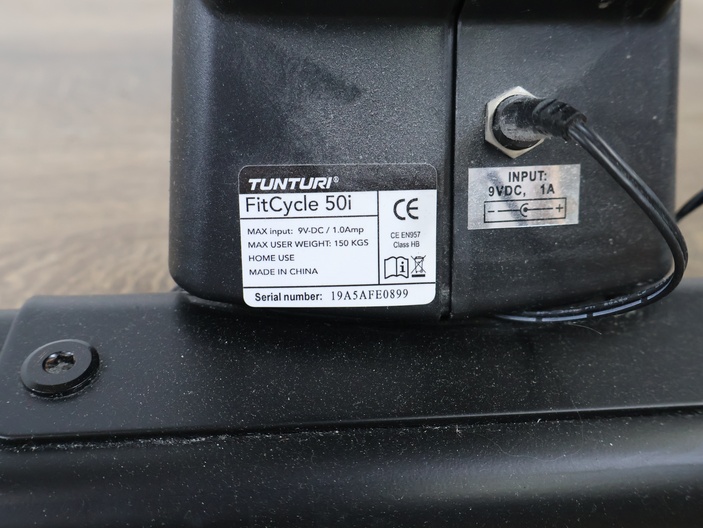 TUNTURI®
FitCycle 50i
MAX input: 9V-DC / 1.0Amp
MAX USER WEIGHT: 150 KGS
HOME USE
MADE IN CHINA
CE
CE EN957
Class HB
i
Serial number: 19A5AFE0899
INPUT:
9VDC, 1A
- +